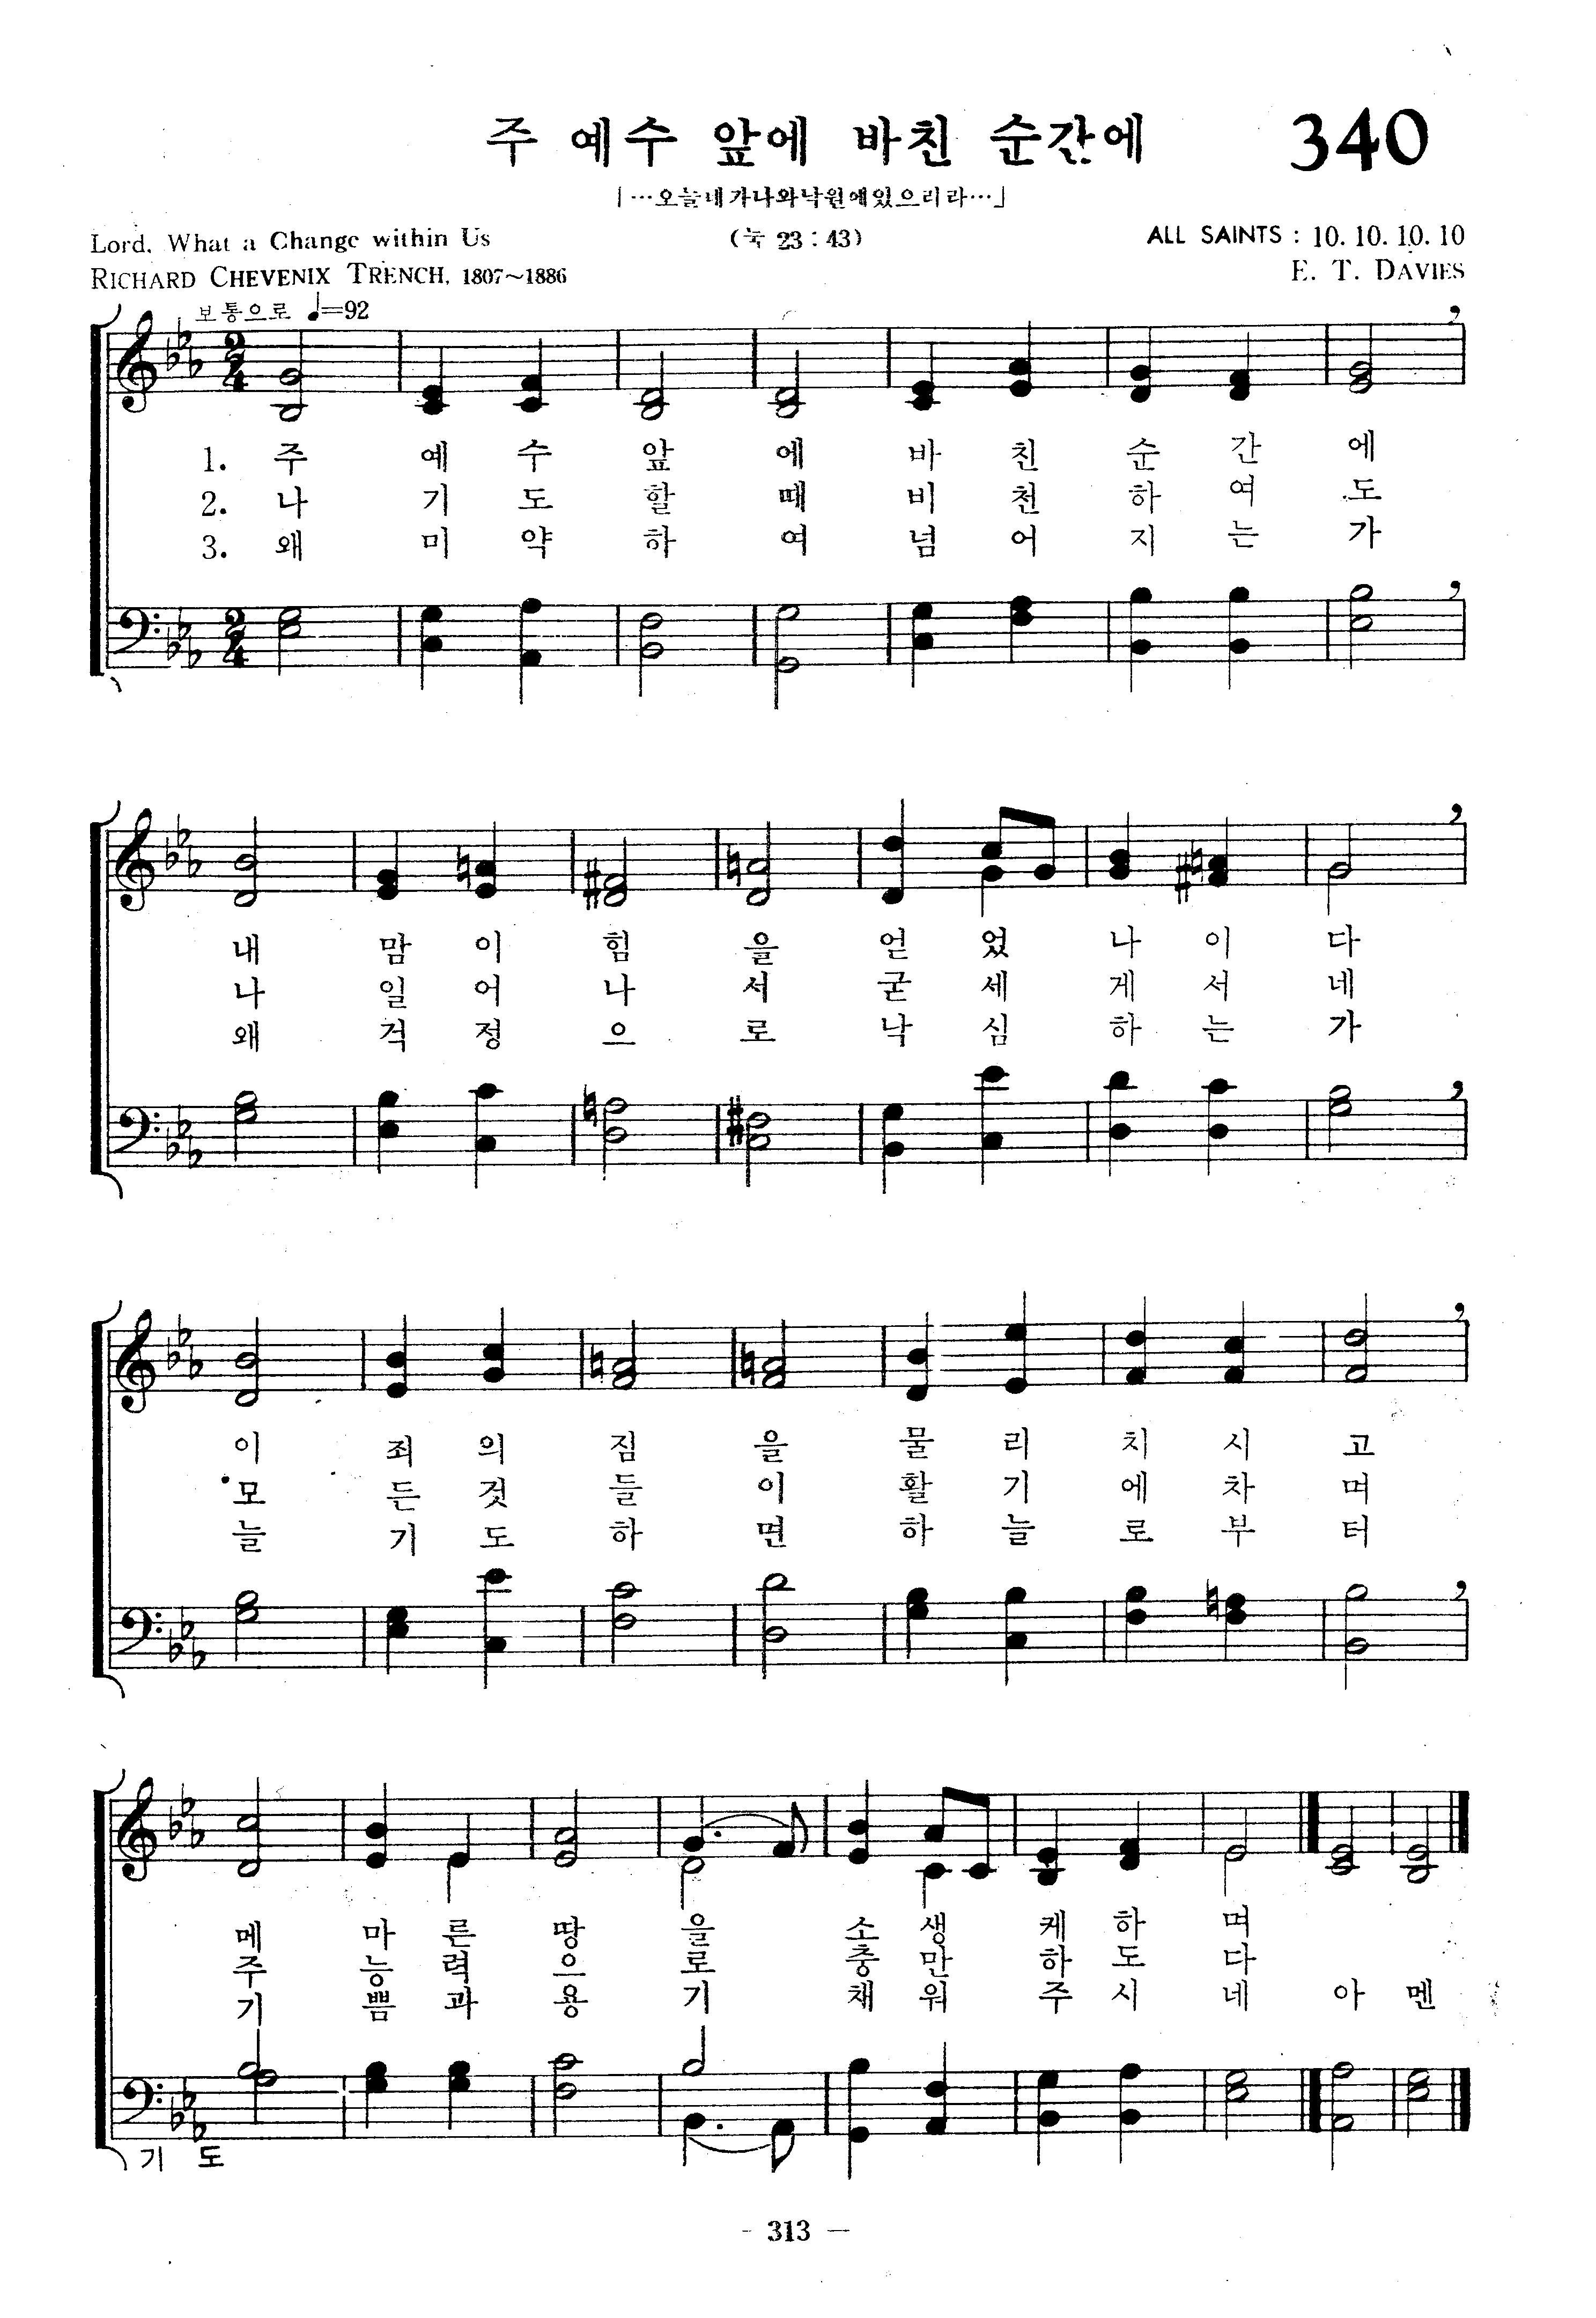 주 예수 앞에 바친 순간에 340
「…오늘네가나와낙원에있으리라…」
Lord, What a Change within Us (눅 23 : 43) ALL SAINTS : 10. 10. 10. 10
RICHARD CHEVENIX TRENCH, 1807~1886 E. T. DAVIES
보통으로 ♩=92
1. 주 예 수 앞 에 바 친 순 간 에
2. 나 기 도 할 때 비 천 하 여 도
3. 왜 미 약 하 여 넘 어 지 는 가
내 맘 이 힘 을 얻 었 나 이 다
나 일 어 나 서 굳 세 게 서 네
왜 걱 정 으 로 낙 심 하 는 가
이 죄 의 짐 을 물 리 치 시 고
모 든 것 들 이 활 기 에 차 며
늘 기 도 하 면 하 늘 로 부 터
메 마 른 땅 을 소 생 케 하 며
주 능 력 으 로 충 만 하 도 다
기 쁨 과 용 기 채 워 주 시 네 아 멘
기 도
- 313 —